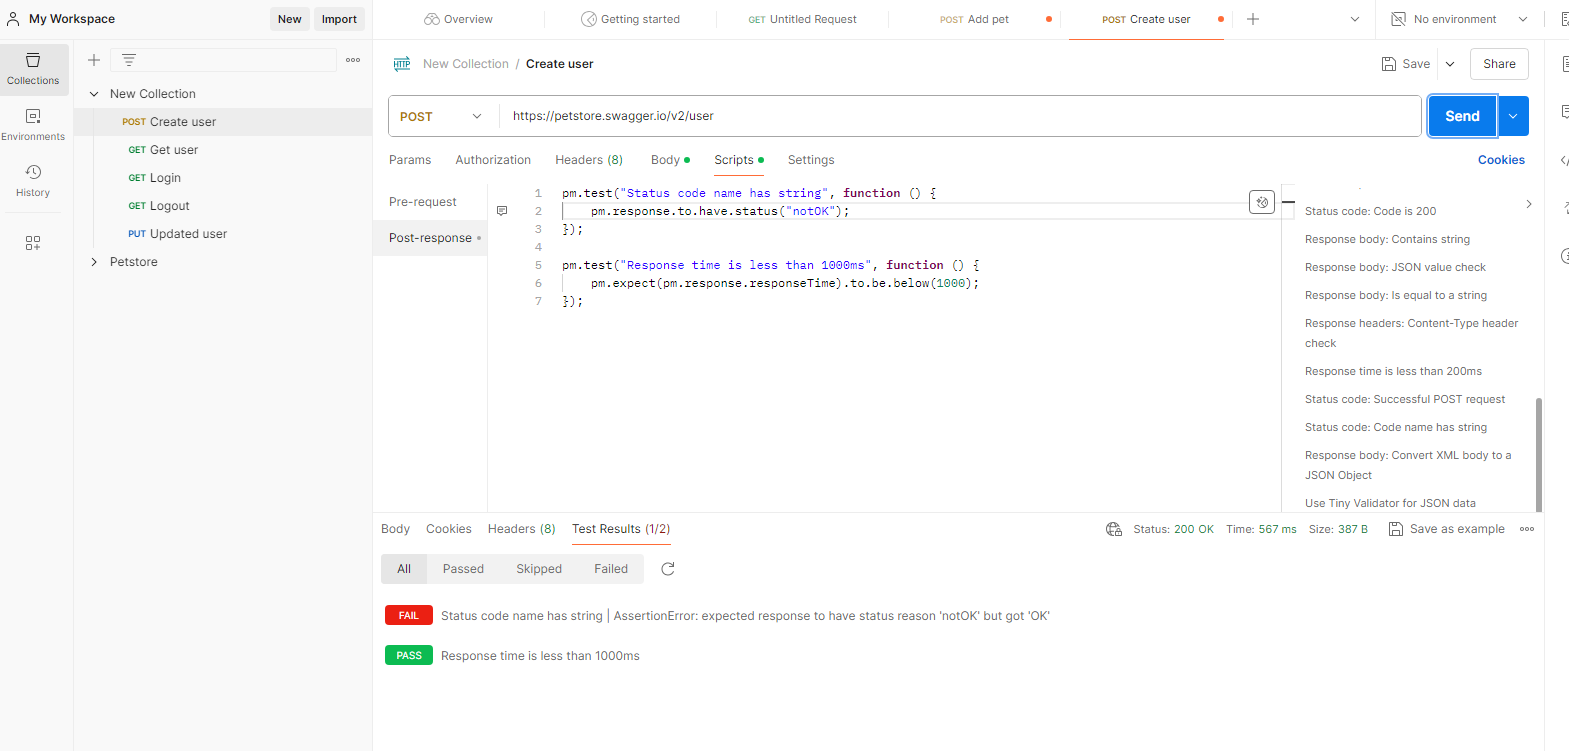 My Workspace
New
Import
Overview
Getting started
GET Untitled Request
POST Add pet
POST Create user
No environment
Collections
Environments
History
New Collection
POST Create user
GET Get user
GET Login
GET Logout
PUT Updated user
Petstore
HTTP
New Collection / Create user
Save
Share
POST
https://petstore.swagger.io/v2/user
Send
Params
Authorization
Headers (8)
Body
Scripts
Settings
Cookies
Pre-request
Post-response
1 pm.test("Status code name has string", function () {
2 pm.response.to.have.status("notOK");
3 });
4
5 pm.test("Response time is less than 1000ms", function () {
6 pm.expect(pm.response.responseTime).to.be.below(1000);
7 });
Status code: Code is 200
Response body: Contains string
Response body: JSON value check
Response body: Is equal to a string
Response headers: Content-Type header
check
Response time is less than 200ms
Status code: Successful POST request
Status code: Code name has string
Response body: Convert XML body to a
JSON Object
Use Tiny Validator for JSON data
Body
Cookies
Headers (8)
Test Results (1/2)
Status: 200 OK
Time: 567 ms
Size: 387 B
Save as example
All
Passed
Skipped
Failed
FAIL Status code name has string | AssertionError: expected response to have status reason 'notOK' but got 'OK'
PASS Response time is less than 1000ms